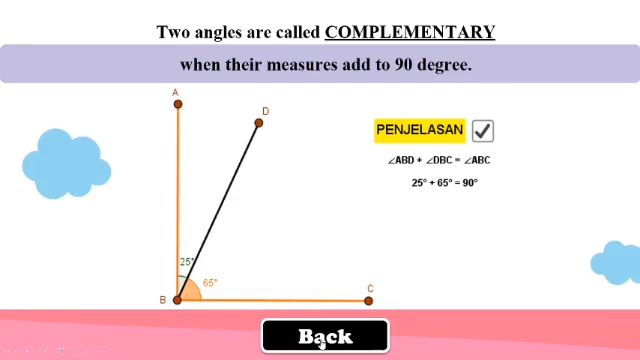 Two angles are called COMPLEMENTARY
when their measures add to 90 degree.
A
D
PENJELASAN
∠ABD + ∠DBC = ∠ABC
25° + 65° = 90°
25°
65°
B
C
Back